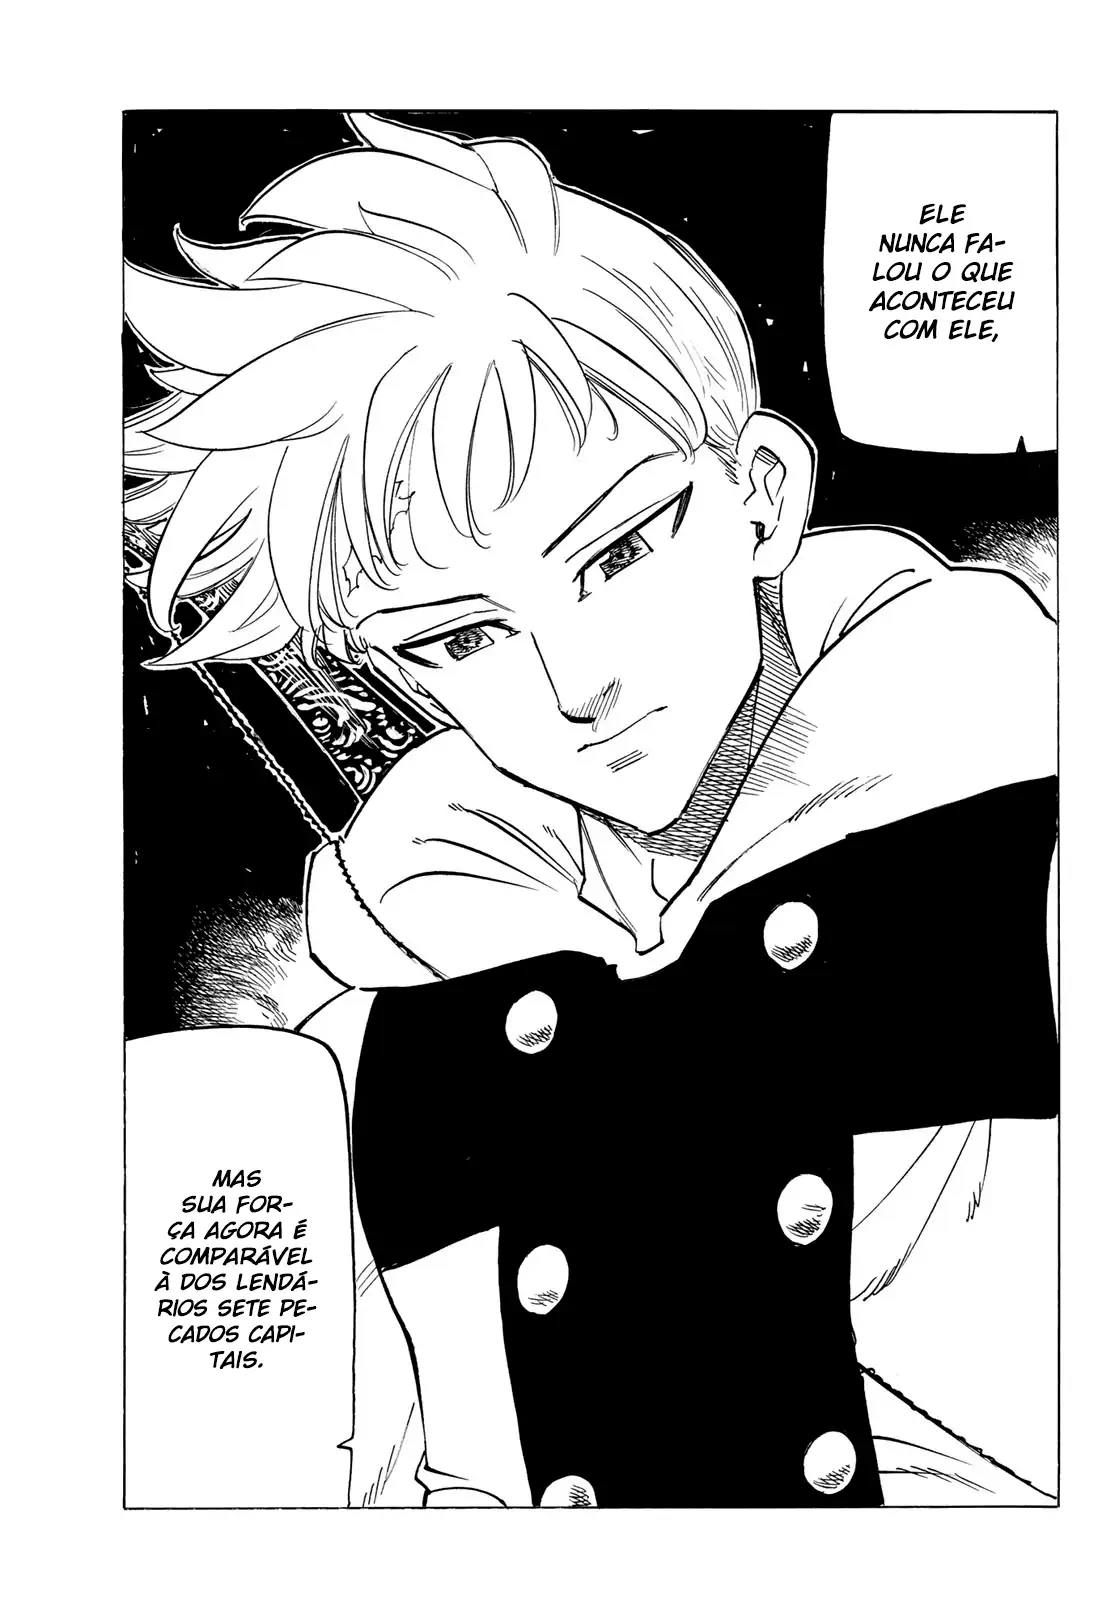 ELE
NUNCA FA-
LOU O QUE
ACONTECEU
COM ELE,
MAS
SUA FOR-
ÇA AGORA É
COMPARÁVEL
À DOS LENDÁ-
RIOS SETE PE-
CADOS CAPI-
TAIS.